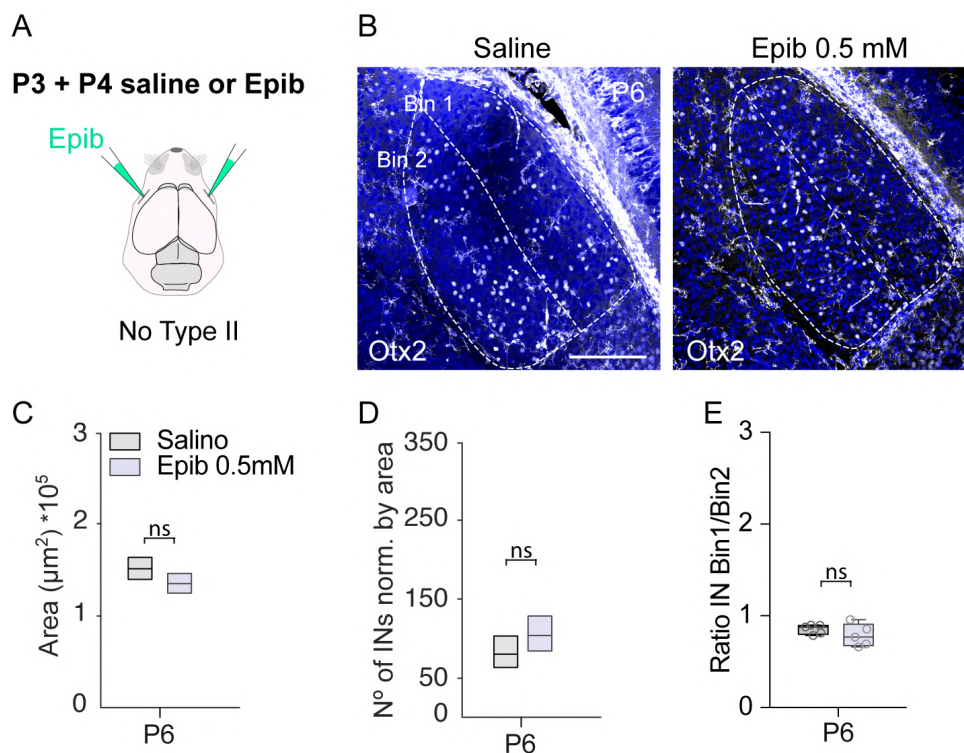 A
P3 + P4 saline or Epib
Epib
No Type II
B
Saline
Epib 0.5 mM
P6
Bin 1
Bin 2
Otx2
Otx2
C
3
2
1
0
Area (µm²) *10⁵
Salino
Epib 0.5mM
ns
P6
D
350
250
150
50
0
Nº of INs norm. by area
ns
P6
E
3
2
1
0
Ratio IN Bin1/Bin2
ns
P6